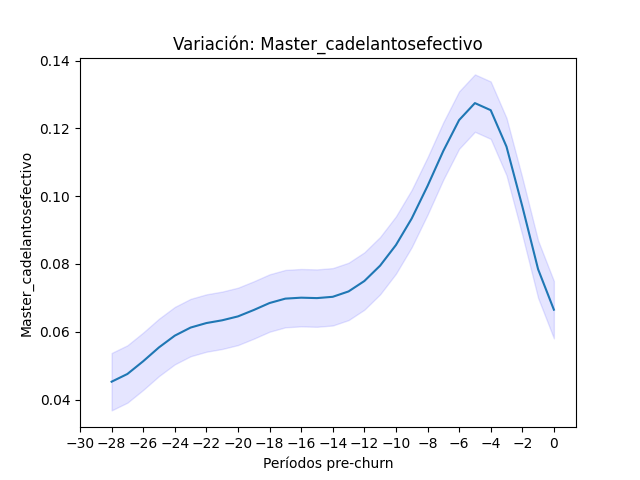 Variación: Master_cadelantosefectivo
Master_cadelantosefectivo
0.14
0.12
0.10
0.08
0.06
0.04
−30 −28 −26 −24 −22 −20 −18 −16 −14 −12 −10 −8 −6 −4 −2 0
Períodos pre-churn